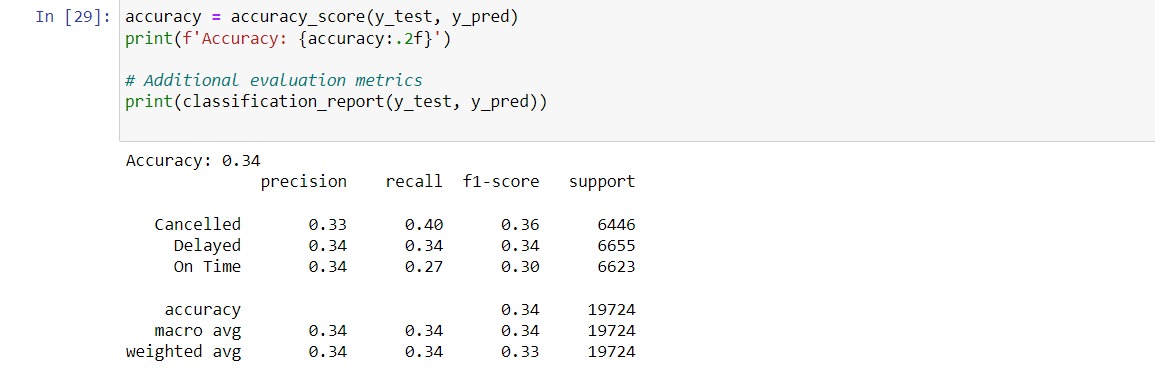 In [29]: accuracy = accuracy_score(y_test, y_pred)
print(f'Accuracy: {accuracy:.2f}')
# Additional evaluation metrics
print(classification_report(y_test, y_pred))
Accuracy: 0.34
precision recall f1-score support
Cancelled 0.33 0.40 0.36 6446
Delayed 0.34 0.34 0.34 6655
On Time 0.34 0.27 0.30 6623
accuracy 0.34 19724
macro avg 0.34 0.34 0.34 19724
weighted avg 0.34 0.34 0.33 19724